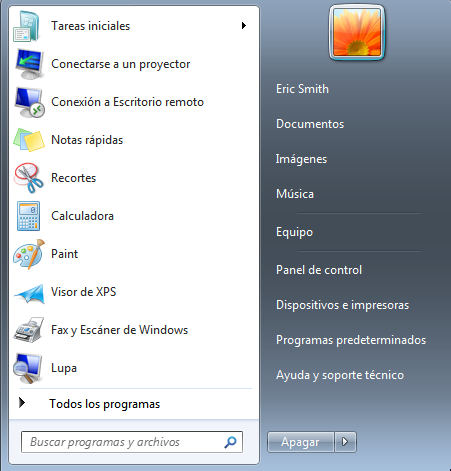 Tareas iniciales
Conectarse a un proyector
Conexión a Escritorio remoto
Notas rápidas
Recortes
Calculadora
Paint
Visor de XPS
Fax y Escáner de Windows
Lupa
Todos los programas
Buscar programas y archivos
Eric Smith
Documentos
Imágenes
Música
Equipo
Panel de control
Dispositivos e impresoras
Programas predeterminados
Ayuda y soporte técnico
Apagar